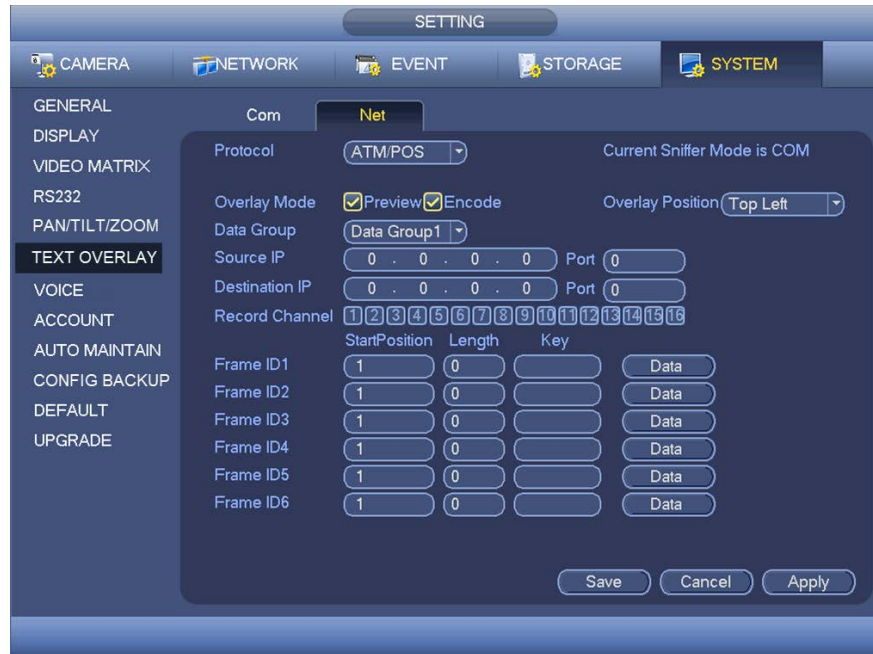 SETTING
CAMERA NETWORK EVENT STORAGE SYSTEM
GENERAL
DISPLAY
VIDEO MATRIX
RS232
PAN/TILT/ZOOM
TEXT OVERLAY
VOICE
ACCOUNT
AUTO MAINTAIN
CONFIG BACKUP
DEFAULT
UPGRADE
Com Net
Protocol ATM/POS Current Sniffer Mode is COM
Overlay Mode Preview Encode Overlay Position Top Left
Data Group Data Group1
Source IP 0 . 0 . 0 . 0 Port 0
Destination IP 0 . 0 . 0 . 0 Port 0
Record Channel 1 2 3 4 5 6 7 8 9 10 11 12 13 14 15 16
StartPosition Length Key
Frame ID1 1 0 Data
Frame ID2 1 0 Data
Frame ID3 1 0 Data
Frame ID4 1 0 Data
Frame ID5 1 0 Data
Frame ID6 1 0 Data
Save Cancel Apply